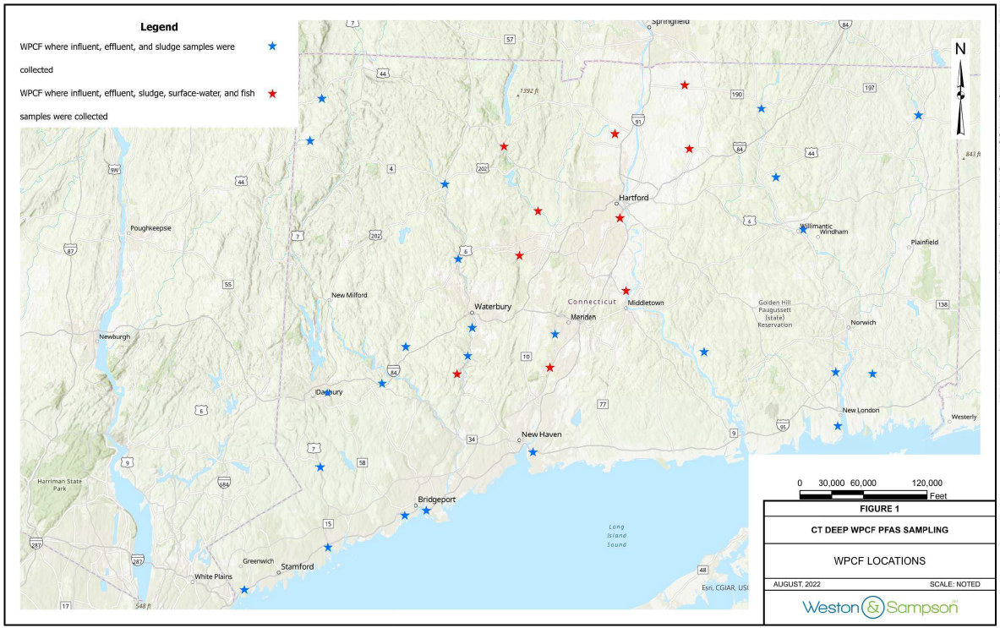 Legend
WPCF where influent, effluent, and sludge samples were
collected
WPCF where influent, effluent, sludge, surface-water, and fish
samples were collected
Springfield
7
57
84
44
1392 ft
190
197
N
91
84
44
843 ft
9W
44
4
202
Hartford
Poughkeepsie
7
202
6
6
Willimantic
Windham
Plainfield
87
55
New Milford
Waterbury
Connecticut
Meriden
Middletown
Golden Hill
Paugussett
(state)
Reservation
138
Norwich
Newburgh
10
84
Danbury
6
77
New London
Westerly
95
9
34
New Haven
7
58
9
684
Harriman State
Park
Bridgeport
15
Long
Island
Sound
287
287
Greenwich
Stamford
White Plains
17
548 ft
48
Esri, CGIAR, USG
0 30,000 60,000 120,000
Feet
FIGURE 1
CT DEEP WPCF PFAS SAMPLING
WPCF LOCATIONS
AUGUST, 2022 SCALE: NOTED
Weston & Sampson